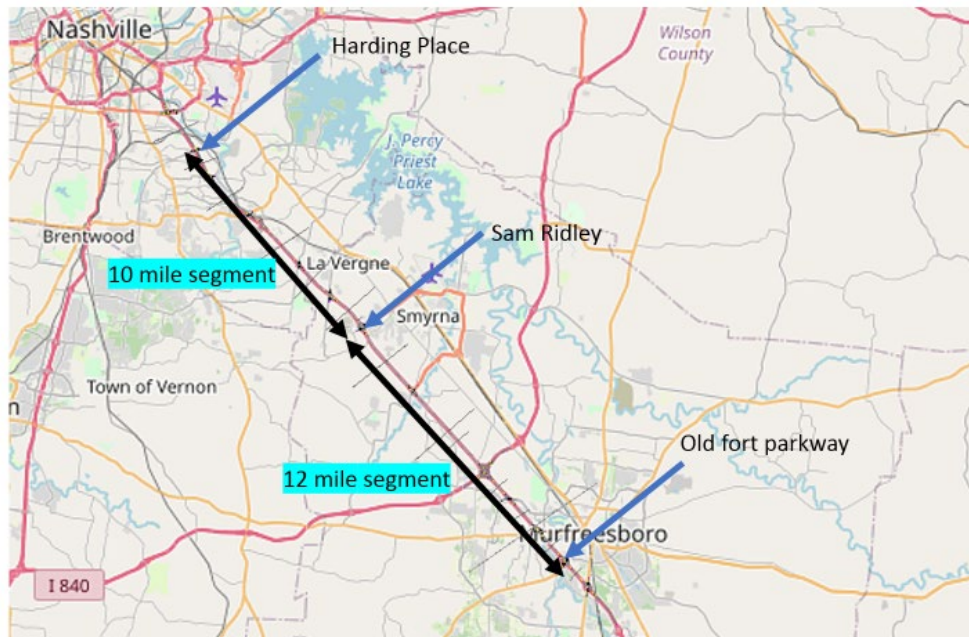 Nashville
Harding Place
Wilson
County
J. Percy
Priest
Lake
Sam Ridley
Brentwood
La Vergne
10 mile segment
Smyrna
Town of Vernon
n
Old fort parkway
12 mile segment
Murfreesboro
I 840